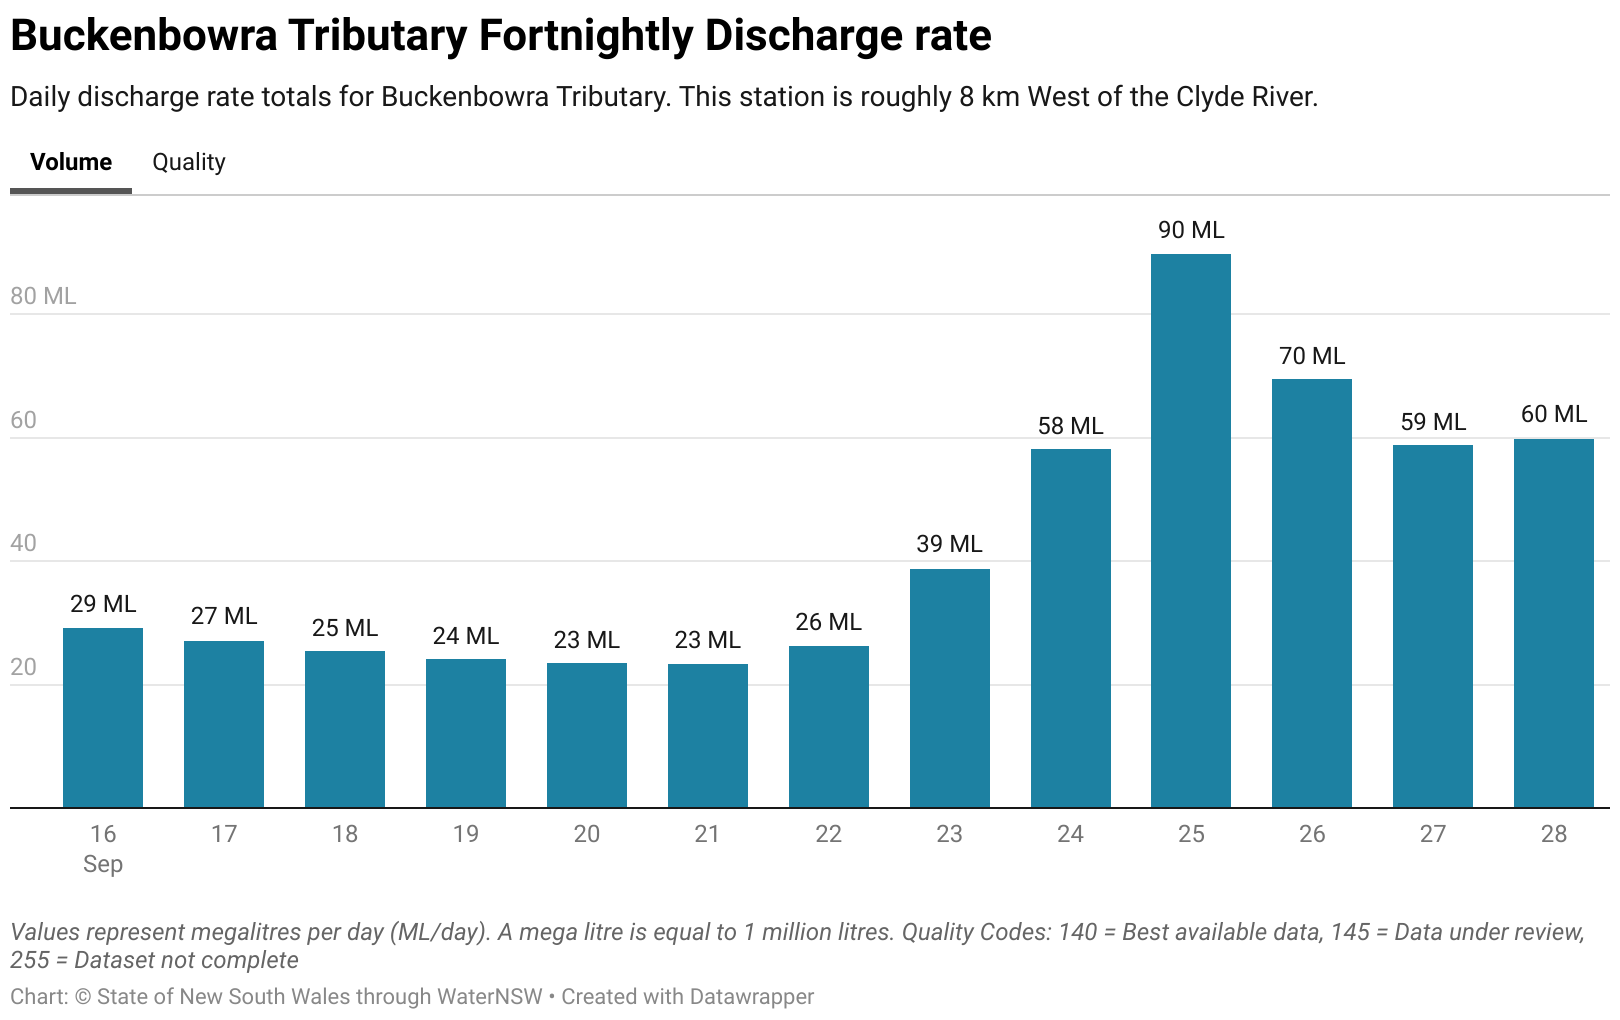 Buckenbowra Tributary Fortnightly Discharge rate
Daily discharge rate totals for Buckenbowra Tributary. This station is roughly 8 km West of the Clyde River.
Volume Quality
90 ML
80 ML
70 ML
60
58 ML
59 ML
60 ML
40
39 ML
29 ML
27 ML
25 ML
24 ML
23 ML
23 ML
26 ML
20
16 17 18 19 20 21 22 23 24 25 26 27 28
Sep
Values represent megalitres per day (ML/day). A mega litre is equal to 1 million litres. Quality Codes: 140 = Best available data, 145 = Data under review,
255 = Dataset not complete
Chart: © State of New South Wales through WaterNSW • Created with Datawrapper